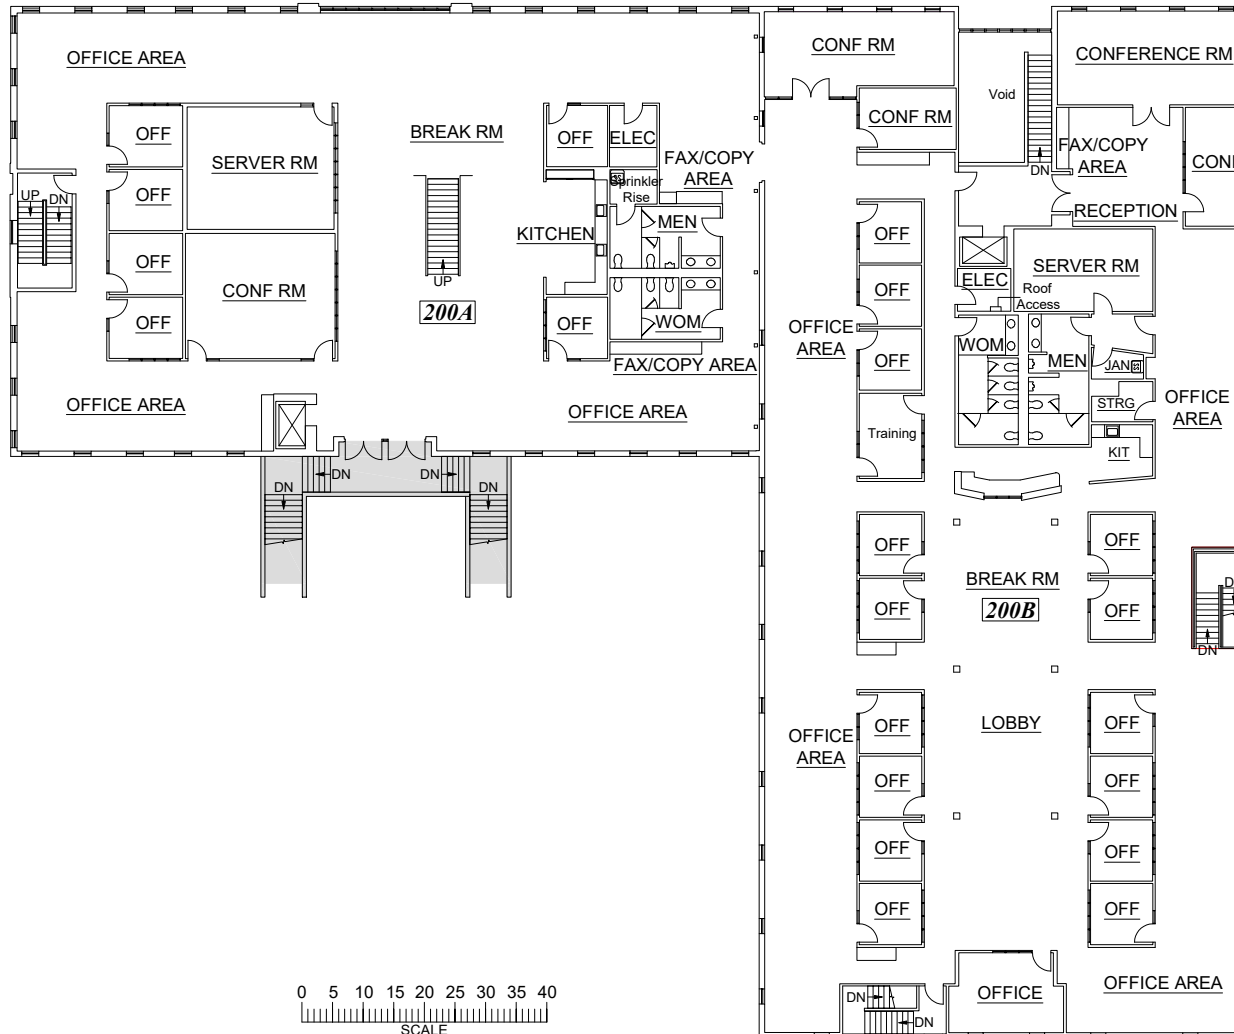 OFFICE AREA
OFF
SERVER RM
OFF
UP
DN
OFF
CONF RM
OFF
OFFICE AREA
BREAK RM
UP
200A
OFF
ELEC
FAX/COPY
AREA
Sprinkler
Rise
KITCHEN
MEN
OFF
WOM
FAX/COPY AREA
OFFICE AREA
DN
DN
DN
DN
CONF RM
CONF RM
Void
DN
CONFERENCE RM
FAX/COPY
AREA
RECEPTION
OFF
OFF
OFF
OFFICE
AREA
Training
ELEC
SERVER RM
Roof
Access
WOM
MEN
JAN
STRG
KIT
OFFICE
AREA
OFF
OFF
BREAK RM
200B
OFF
OFF
DN
LOBBY
OFFICE
AREA
OFF
OFF
OFF
OFF
OFF
OFF
OFF
OFF
DN
DN
OFFICE
OFFICE AREA
0 5 10 15 20 25 30 35 40
SCALE